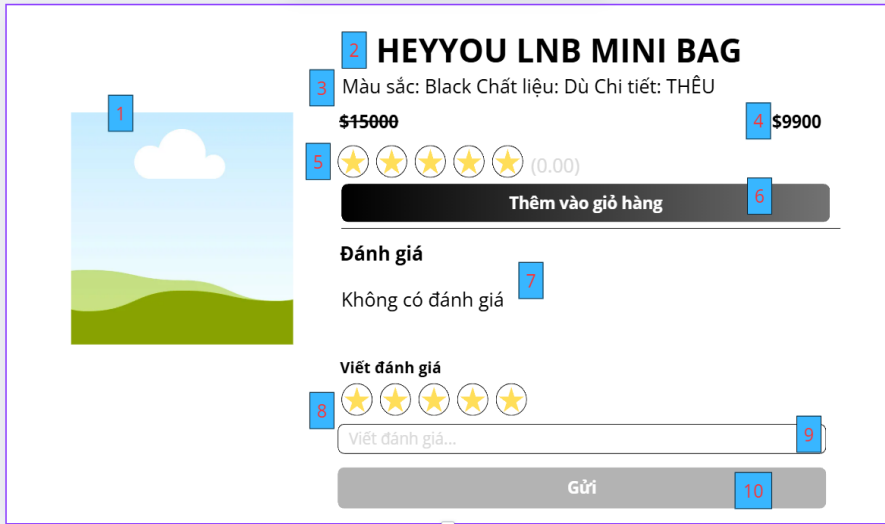 2 HEYYOU LNB MINI BAG
3 Màu sắc: Black Chất liệu: Dù Chi tiết: THÊU
1
$15000 4 $9900
5 (0.00)
Thêm vào giỏ hàng 6
Đánh giá
7
Không có đánh giá
Viết đánh giá
8
Viết đánh giá... 9
Gửi 10